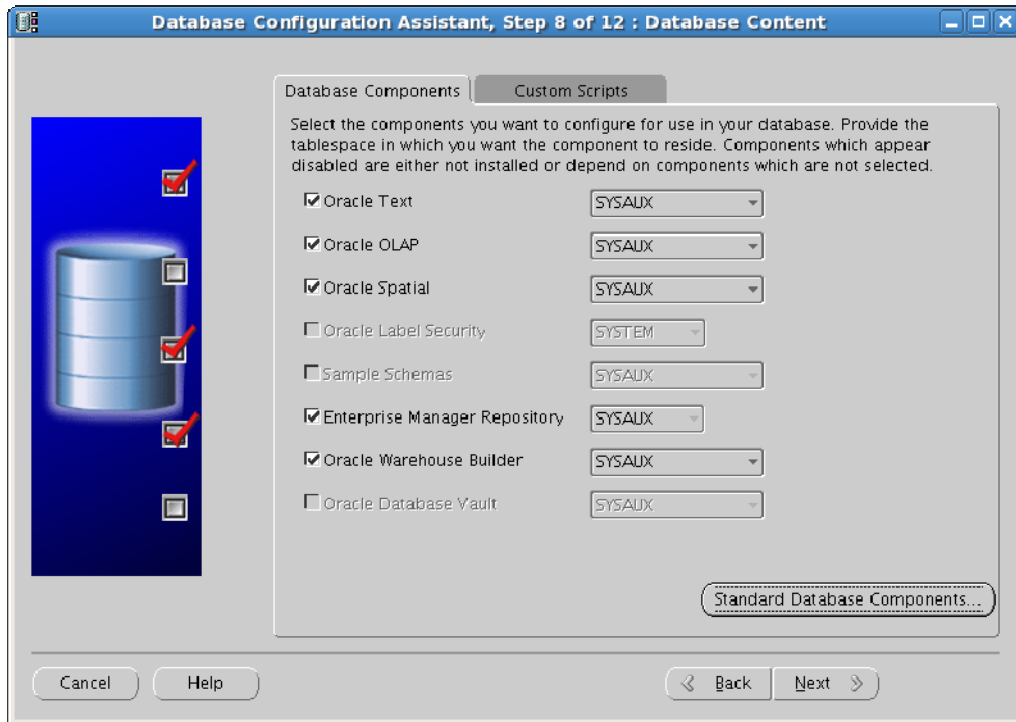 Database Configuration Assistant, Step 8 of 12 : Database Content
Database Components
Custom Scripts
Select the components you want to configure for use in your database. Provide the
tablespace in which you want the component to reside. Components which appear
disabled are either not installed or depend on components which are not selected.
Oracle Text SYSAUX
Oracle OLAP SYSAUX
Oracle Spatial SYSAUX
Oracle Label Security SYSTEM
Sample Schemas SYSAUX
Enterprise Manager Repository SYSAUX
Oracle Warehouse Builder SYSAUX
Oracle Database Vault SYSAUX
Standard Database Components...
Cancel Help Back Next